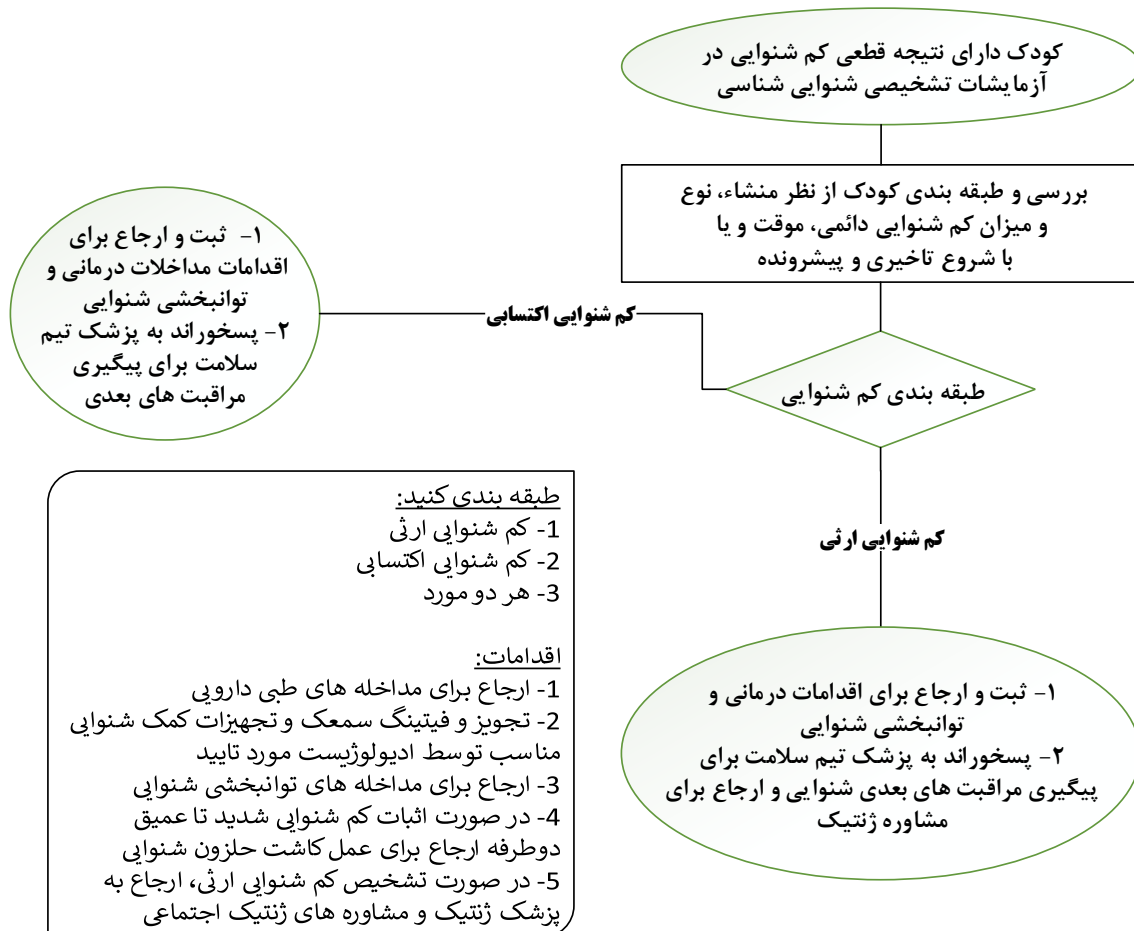 کودک دارای نتیجه قطعی کم شنوایی در
آزمایشات تشخیصی شنوایی شناسی
بررسی و طبقه بندی کودک از نظر منشاء، نوع
و میزان کم شنوایی دائمی، موقت و یا
با شروع تاخیری و پیشرونده
طبقه بندی کم شنوایی
کم شنوایی اکتسابی
۱- ثبت و ارجاع برای
اقدامات مداخلات درمانی و
توانبخشی شنوایی
۲- پسخوراند به پزشک تیم
سلامت برای پیگیری
مراقبت های بعدی
کم شنوایی ارثی
۱- ثبت و ارجاع برای اقدامات درمانی و
توانبخشی شنوایی
۲- پسخوراند به پزشک تیم سلامت برای
پیگیری مراقبت های بعدی شنوایی و ارجاع برای
مشاوره ژنتیک
طبقه بندی کنید:
1- کم شنوایی ارثی
2- کم شنوایی اکتسابی
3- هر دو مورد
اقدامات:
1- ارجاع برای مداخله های طبی دارویی
2- تجویز و فیتینگ سمعک و تجهیزات کمک شنوایی
مناسب توسط ادیولوژیست مورد تایید
3- ارجاع برای مداخله های توانبخشی شنوایی
4- در صورت اثبات کم شنوایی شدید تا عمیق
دوطرفه ارجاع برای عمل کاشت حلزون شنوایی
5- در صورت تشخیص کم شنوایی ارثی، ارجاع به
پزشک ژنتیک و مشاوره های ژنتیک اجتماعی